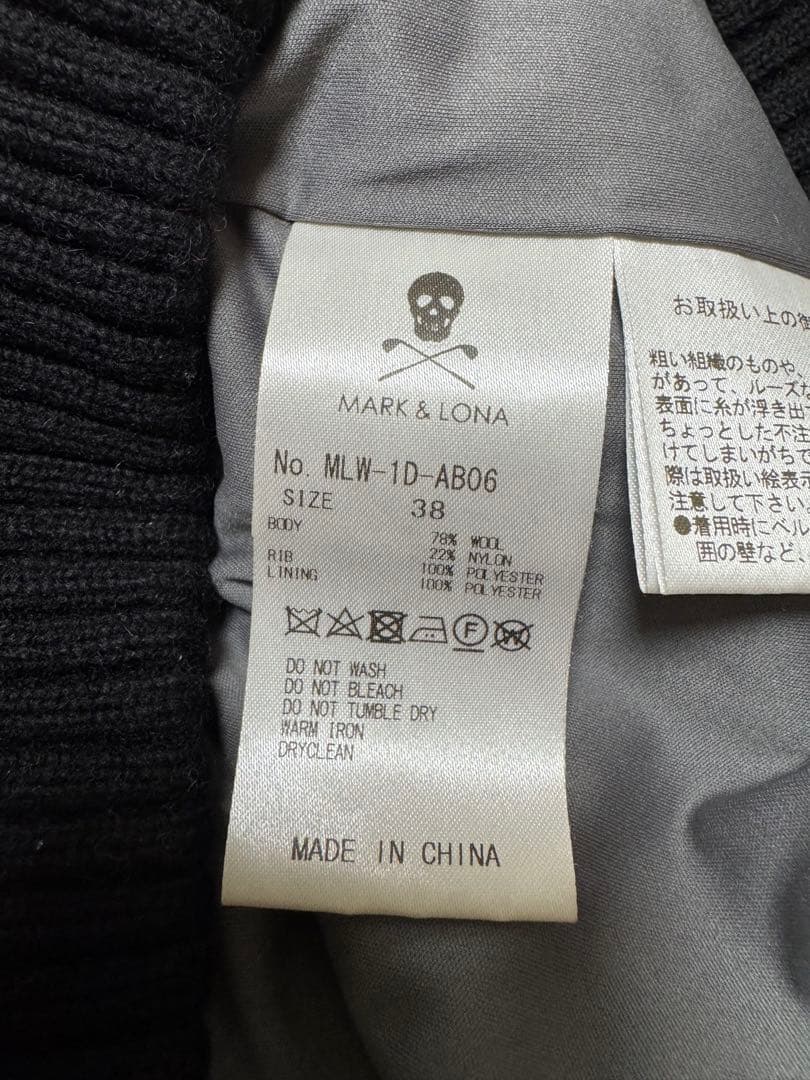 MARK & LONA
No. MLW-1D-AB06
SIZE 38
BODY 78% WOOL
22% NYLON
RIB 100% POLYESTER
LINING 100% POLYESTER
DO NOT WASH
DO NOT BLEACH
DO NOT TUMBLE DRY
WARM IRON
DRYCLEAN
MADE IN CHINA
お取扱い上の
粗い組織のものや、
があって、ルーズ
表面に糸が浮き出
ちょっとした不注
けてしまいがちで
際は取扱い絵表示
注意して下さい
●着用時にベル
囲の壁など、